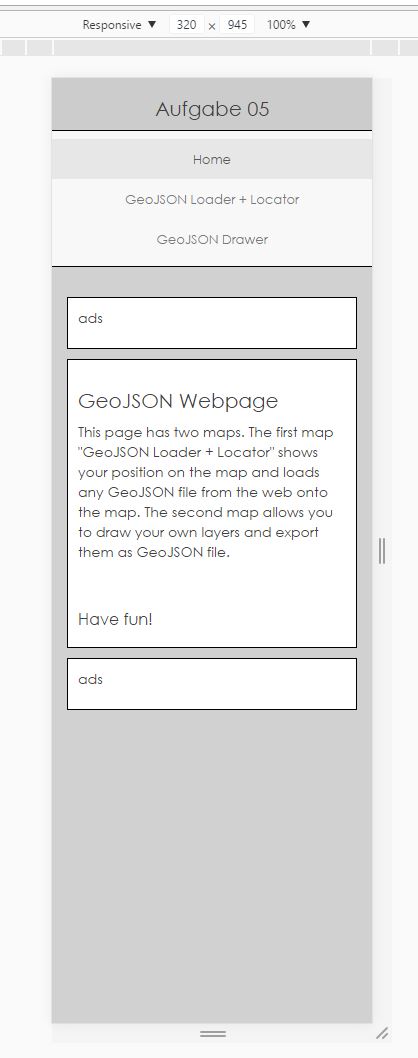 Responsive ▼ 320 × 945 100% ▼
Aufgabe 05
Home
GeoJSON Loader + Locator
GeoJSON Drawer
ads
GeoJSON Webpage
This page has two maps. The first map
"GeoJSON Loader + Locator" shows
your position on the map and loads
any GeoJSON file from the web onto
the map. The second map allows you
to draw your own layers and export
them as GeoJSON file.
Have fun!
ads